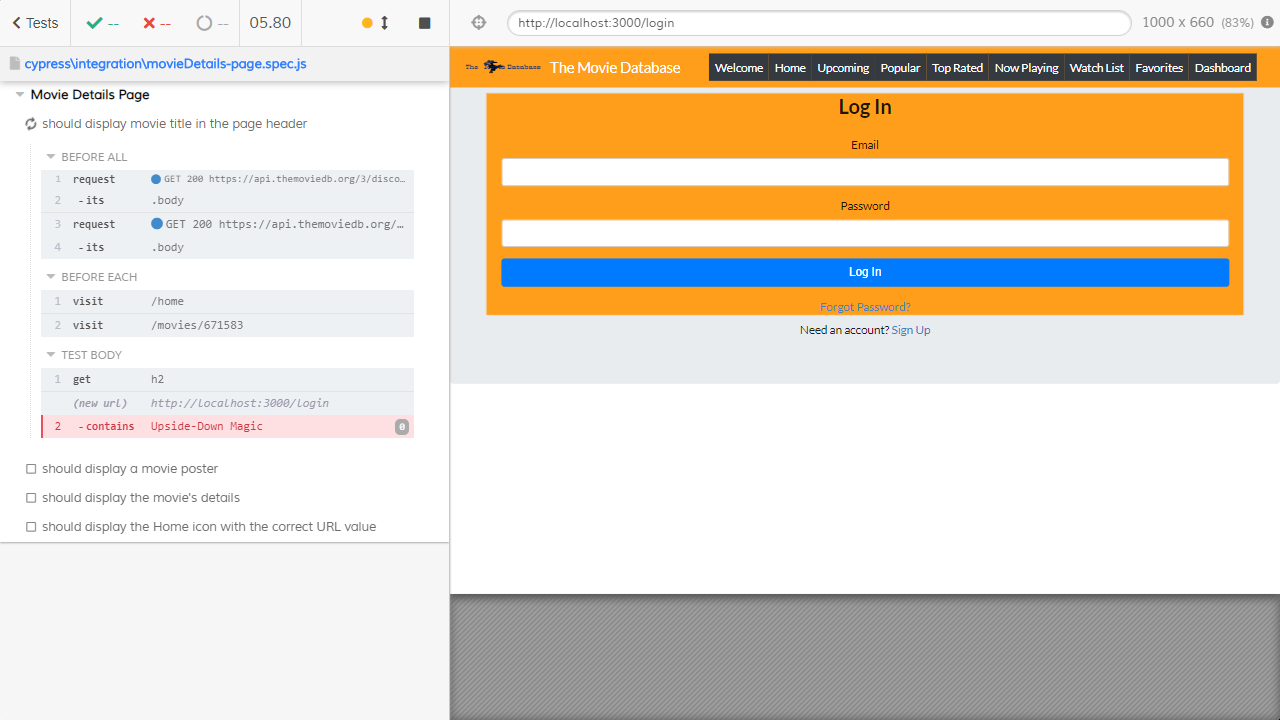 Tests
--
--
--
05.80
http://localhost:3000/login
1000 x 660 (83%)
cypress\integration\movieDetails-page.spec.js
Movie Details Page
should display movie title in the page header
BEFORE ALL
1 request GET 200 https://api.themoviedb.org/3/disco…
2 -its .body
3 request GET 200 https://api.themoviedb.org/…
4 -its .body
BEFORE EACH
1 visit /home
2 visit /movies/671583
TEST BODY
1 get h2
(new url) http://localhost:3000/login
2 -contains Upside-Down Magic 0
should display a movie poster
should display the movie's details
should display the Home icon with the correct URL value
The Movie Database
Welcome Home Upcoming Popular Top Rated Now Playing Watch List Favorites Dashboard
Log In
Email
Password
Log In
Forgot Password?
Need an account? Sign Up